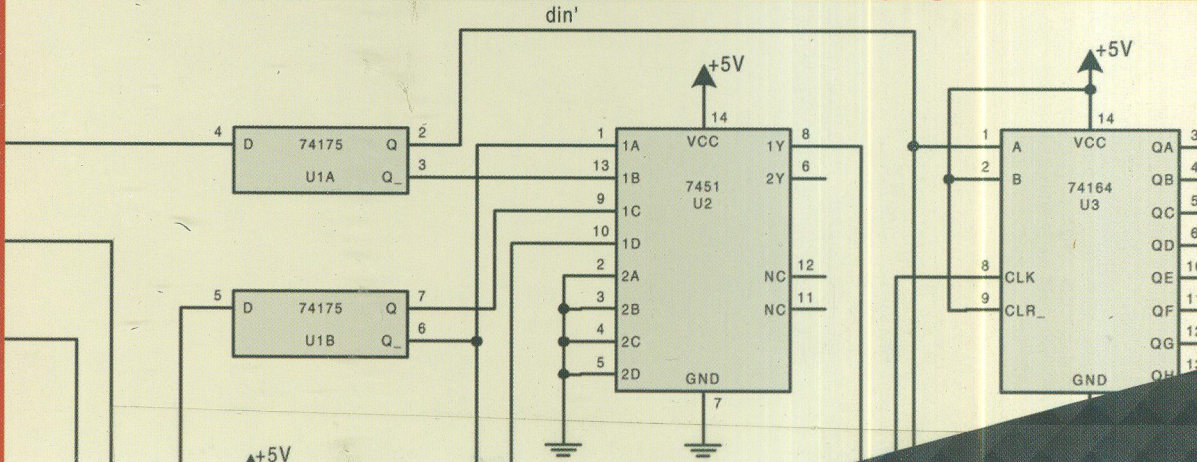 din'
+5V
+5V
14
14
4
D
74175
Q
2
U1A
Q_
3
1
1A
VCC
1Y
8
13
1B
2Y
6
7451
U2
9
1C
10
1D
2
2A
NC
12
3
2B
NC
11
4
2C
5
2D
GND
7
5
D
74175
Q
7
U1B
Q_
6
+5V
1
A
VCC
QA
3
2
B
QB
4
74164
U3
QC
5
QD
6
8
CLK
QE
10
9
CLR_
QF
11
QG
12
GND
QH
13